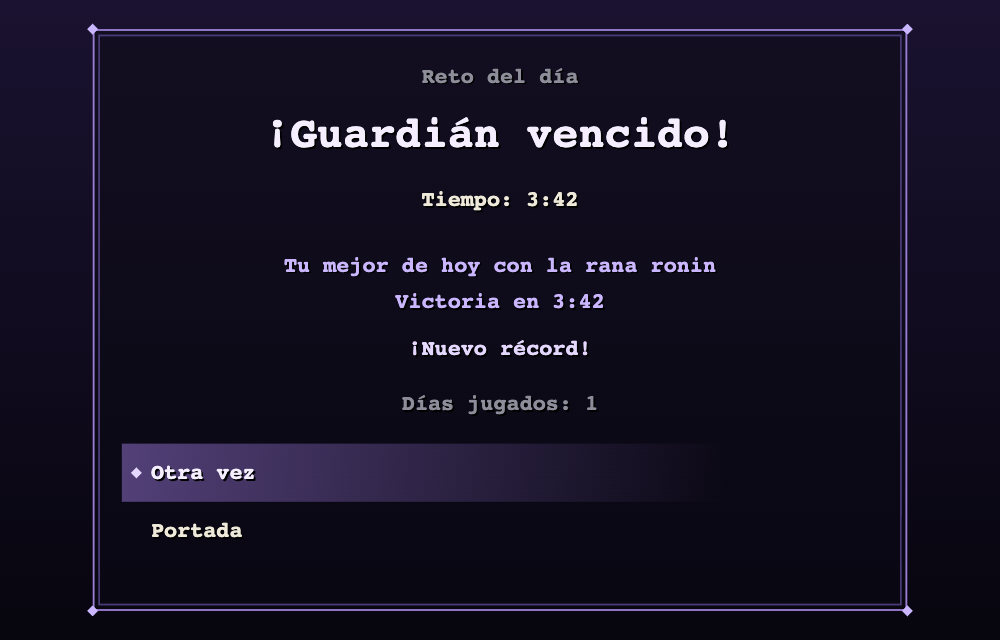 Reto del día
¡Guardián vencido!
Tiempo: 3:42
Tu mejor de hoy con la rana ronin
Victoria en 3:42
¡Nuevo récord!
Días jugados: 1
Otra vez
Portada